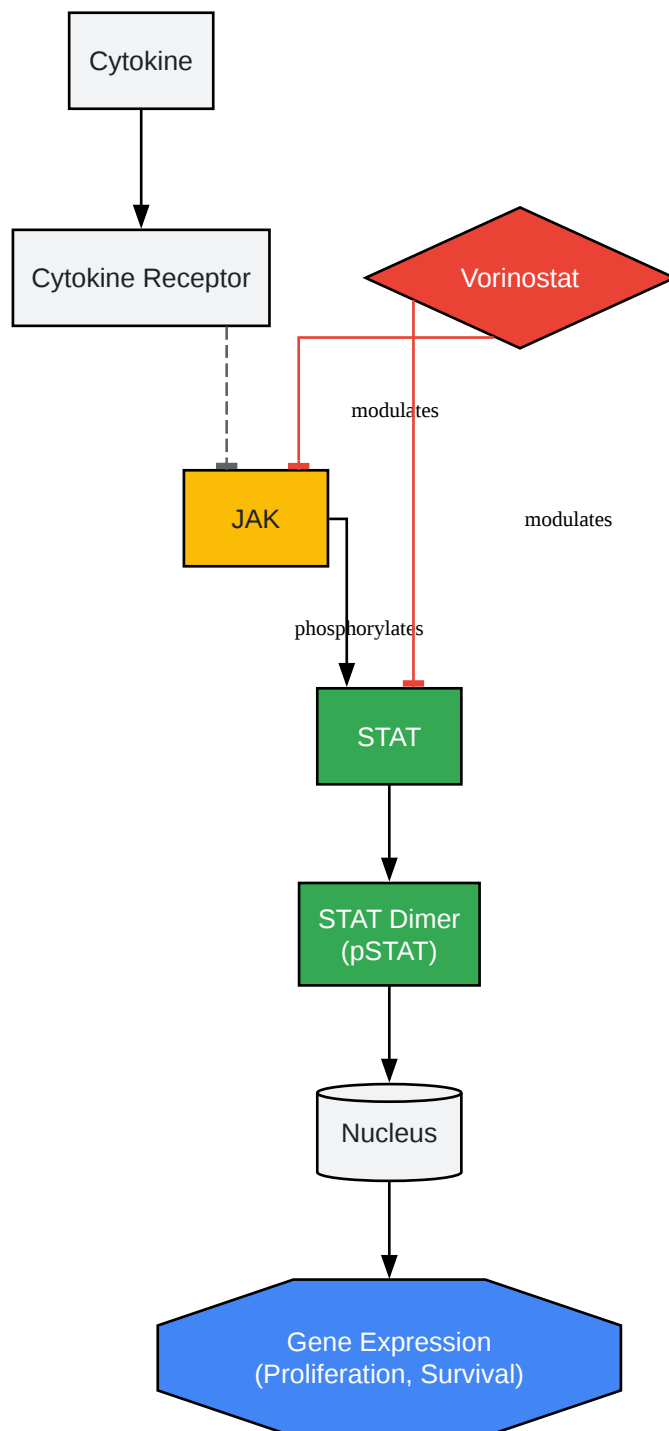 Cytokine
Cytokine Receptor
Vorinostat
modulates
JAK
modulates
phosphorylates
STAT
STAT Dimer
(pSTAT)
Nucleus
Gene Expression
(Proliferation, Survival)